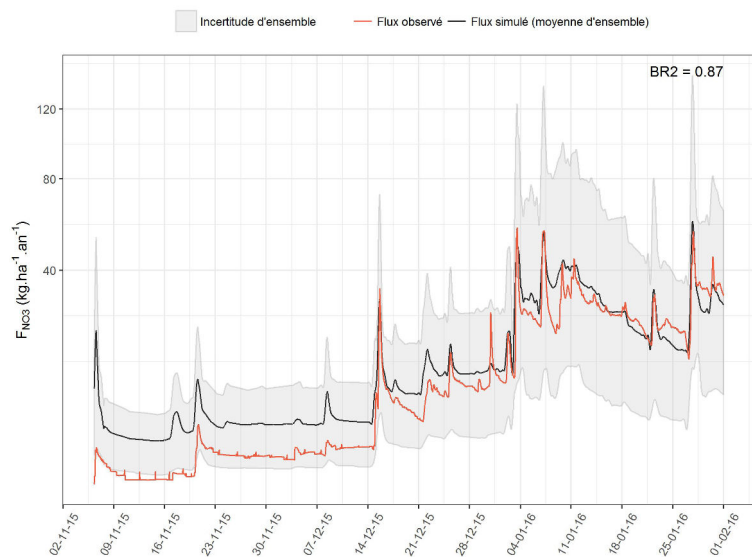 Incertitude d'ensemble Flux observé Flux simulé (moyenne d'ensemble)
BR2 = 0.87
120
80
40
F_NO3 (kg.ha⁻¹.an⁻¹)
02-11-15 09-11-15 16-11-15 23-11-15 30-11-15 07-12-15 14-12-15 21-12-15 28-12-15 04-01-16 11-01-16 18-01-16 25-01-16 01-02-16